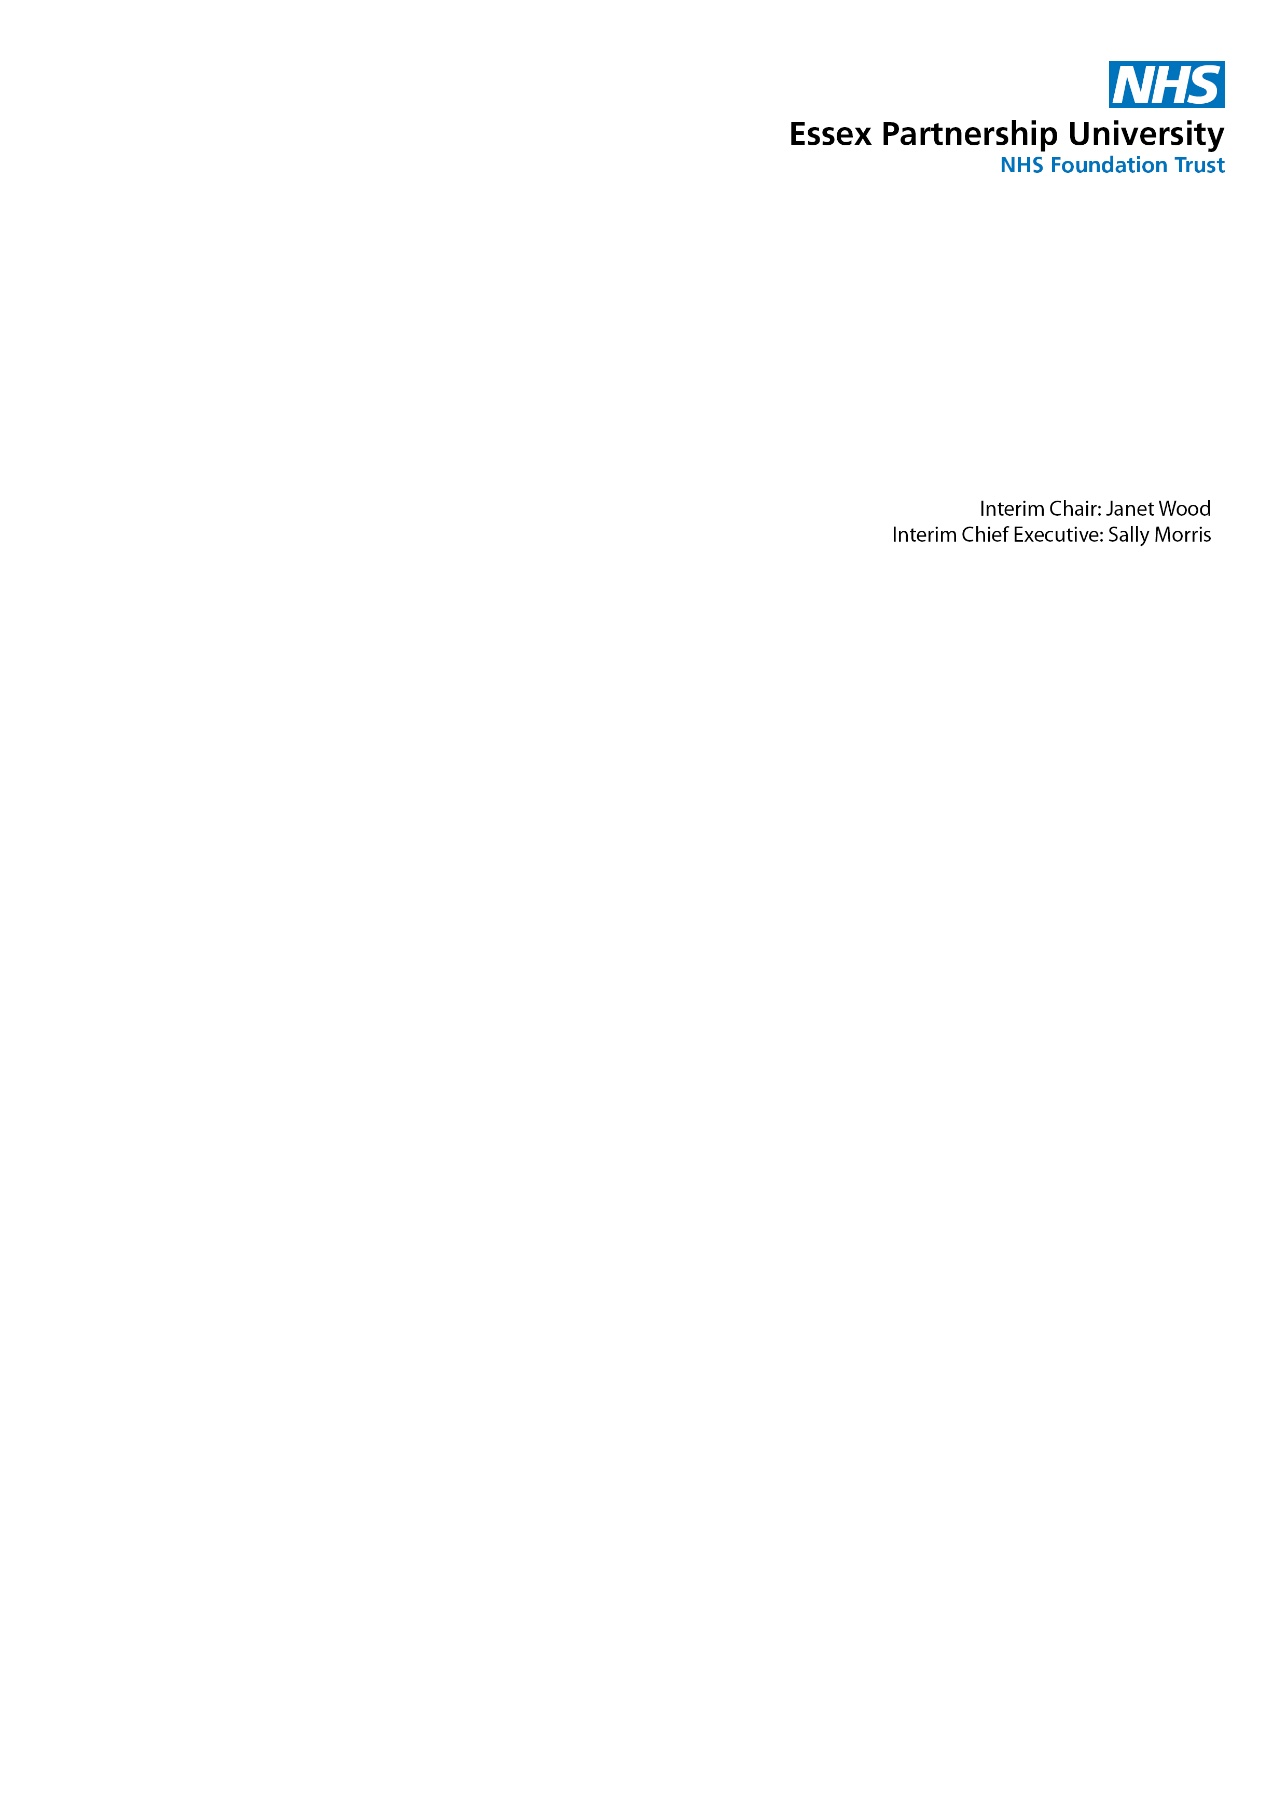 NHS
Essex Partnership University
NHS Foundation Trust
Interim Chair: Janet Wood
Interim Chief Executive: Sally Morris